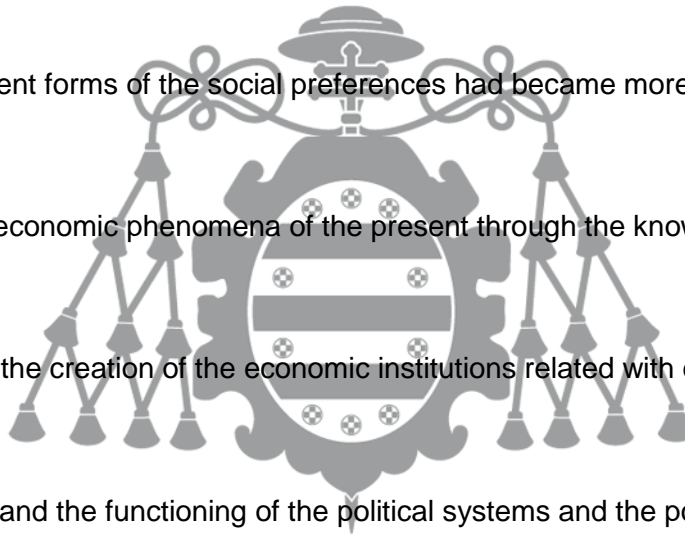 ent forms of the social preferences had became more
economic phenomena of the present through the know
the creation of the economic institutions related with
and the functioning of the political systems and the po